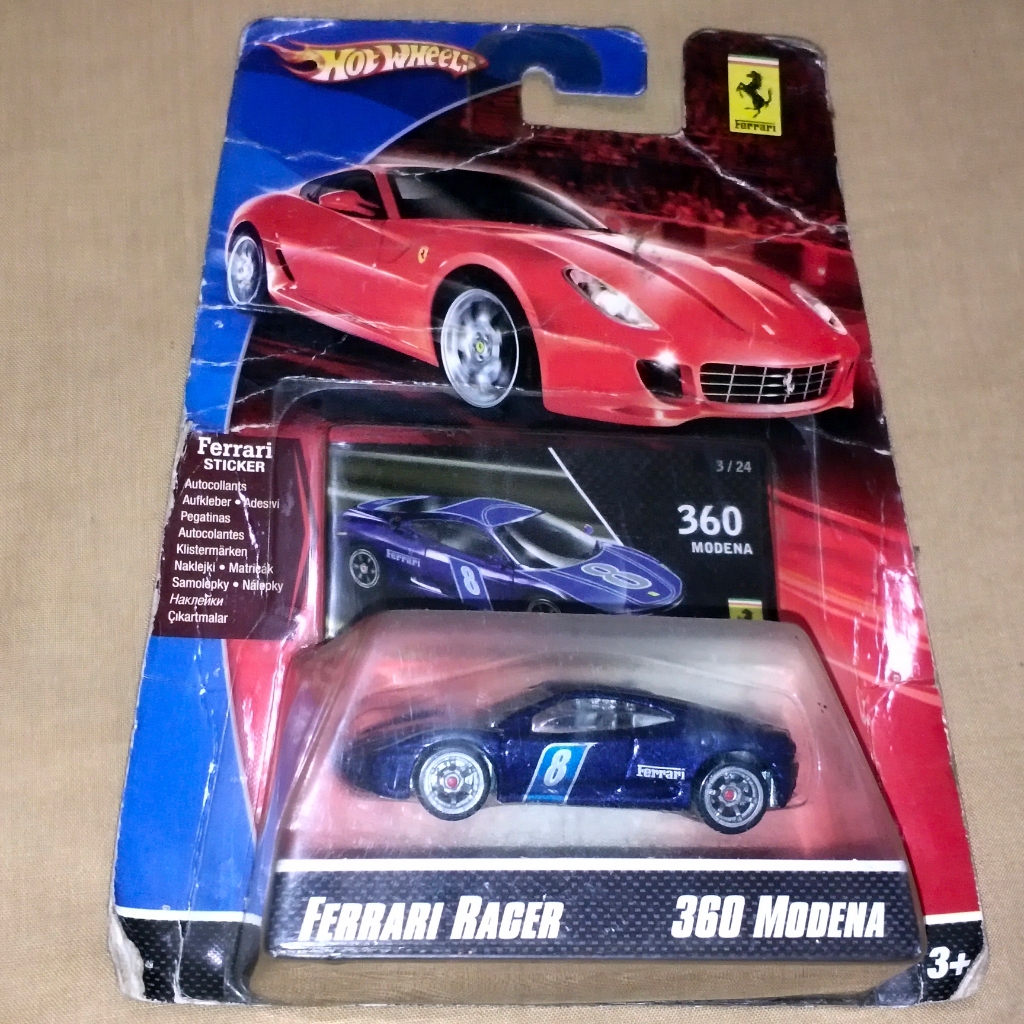 HOT WHEELS
Ferrari
Ferrari
STICKER
Autocollants
Aufkleber • Adesivi
Pegatinas
Autocolantes
Klistermärken
Naklejki • Matricák
Samolepky • Nálepky
Наклейки
Çıkartmalar
3 / 24
360
MODENA
Ferrari
8
8
8
Ferrari
FERRARI RACER
360 MODENA
3+